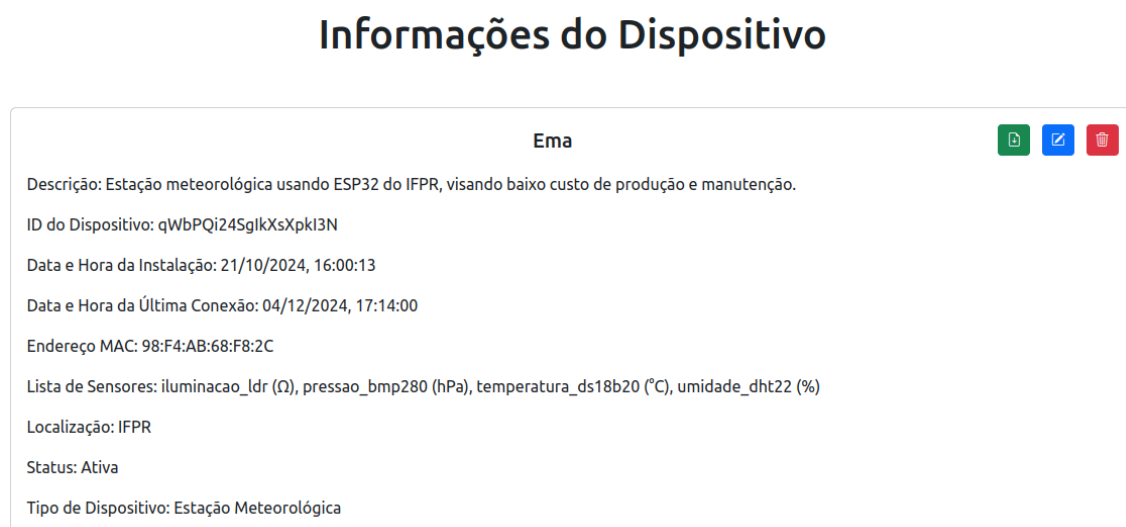 Informações do Dispositivo
Ema
Descrição: Estação meteorológica usando ESP32 do IFPR, visando baixo custo de produção e manutenção.
ID do Dispositivo: qWbPQi24SgIkXsXpkI3N
Data e Hora da Instalação: 21/10/2024, 16:00:13
Data e Hora da Última Conexão: 04/12/2024, 17:14:00
Endereço MAC: 98:F4:AB:68:F8:2C
Lista de Sensores: iluminacao_ldr (Ω), pressao_bmp280 (hPa), temperatura_ds18b20 (°C), umidade_dht22 (%)
Localização: IFPR
Status: Ativa
Tipo de Dispositivo: Estação Meteorológica